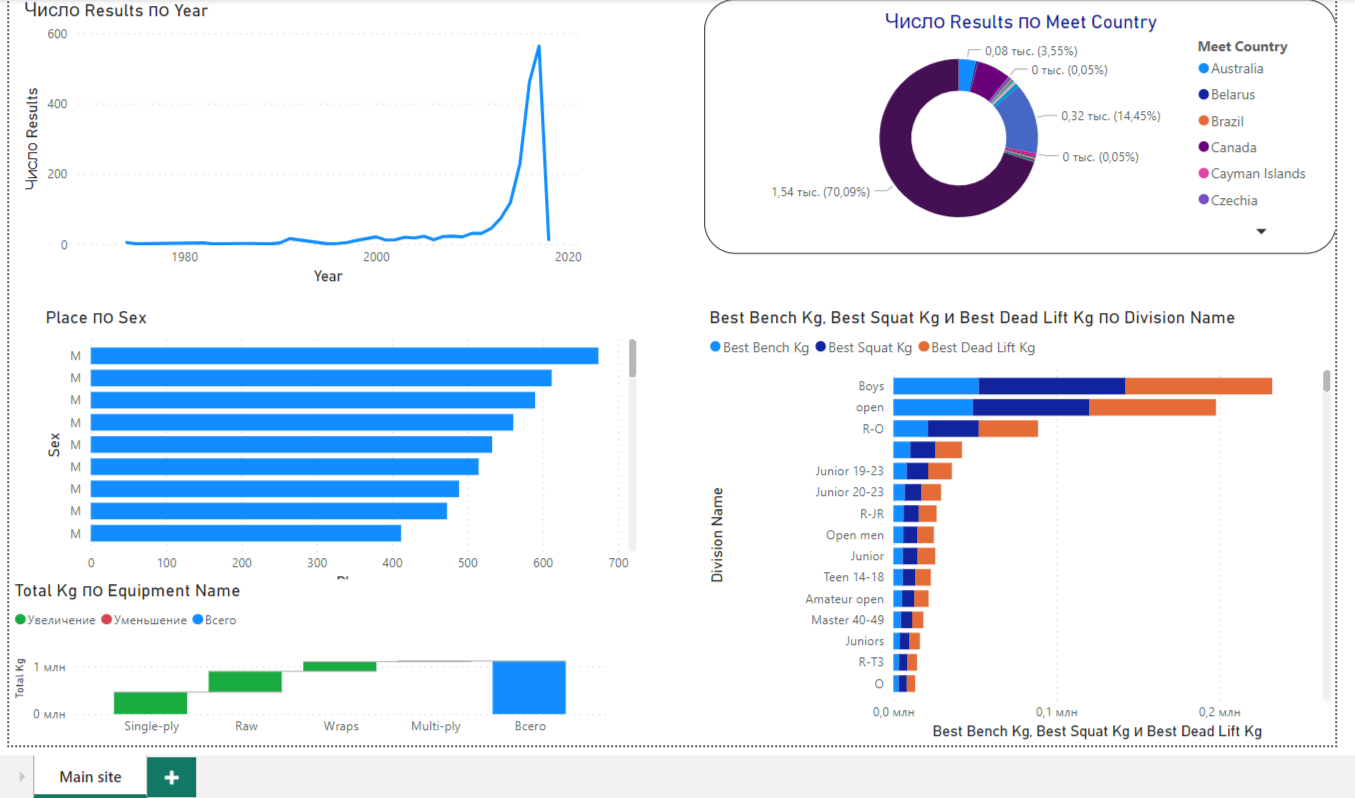 Число Results по Year
600
400
200
0
Число Results
1980
2000
2020
Year
Число Results по Meet Country
0,08 тыс. (3,55%)
0 тыс. (0,05%)
0,32 тыс. (14,45%)
0 тыс. (0,05%)
1,54 тыс. (70,09%)
Meet Country
Australia
Belarus
Brazil
Canada
Cayman Islands
Czechia
Place по Sex
M
M
M
M
M
M
M
M
M
Sex
0
100
200
300
400
500
600
700
Total Kg по Equipment Name
Увеличение
Уменьшение
Всего
Total Kg
1 млн
0 млн
Single-ply
Raw
Wraps
Multi-ply
Всего
Best Bench Kg, Best Squat Kg и Best Dead Lift Kg по Division Name
Best Bench Kg
Best Squat Kg
Best Dead Lift Kg
Division Name
Boys
open
R-O
Junior 19-23
Junior 20-23
R-JR
Open men
Junior
Teen 14-18
Amateur open
Master 40-49
Juniors
R-T3
O
0,0 млн
0,1 млн
0,2 млн
Best Bench Kg, Best Squat Kg и Best Dead Lift Kg
Main site